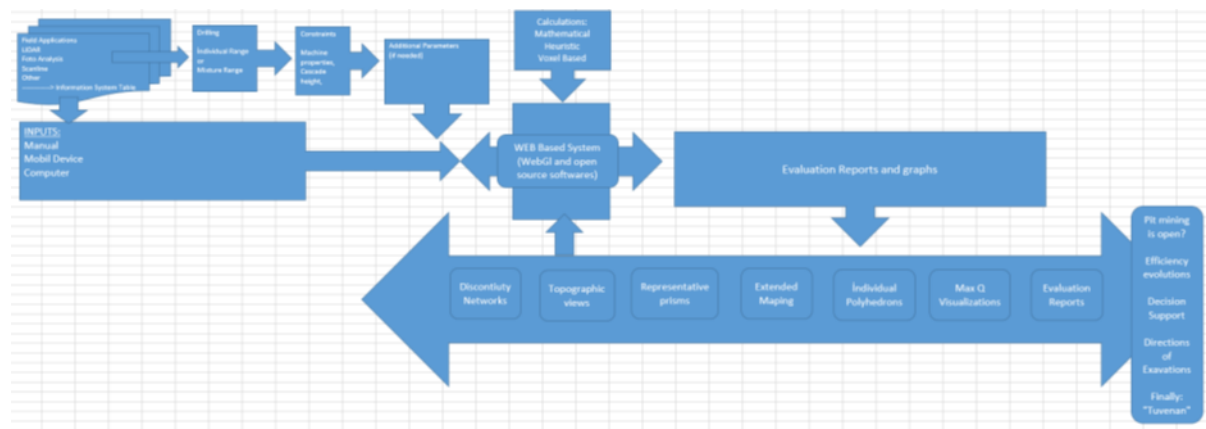 Field Applications
LiDAR
Foto Analysis
Scanline
Other
------------> Information System Table
Drilling
İndividual Range
or
Mixture Range
Constraints
Machine
properties,
Cascade
height,
Additional Parameters
(if needed)
Calculations:
Mathematical
Heuristic
Voxel Based
INPUTS:
Manual
Mobil Device
Computer
WEB Based System
(WebGl and open
source softwares)
Evaluation Reports and graphs
Discontiuty
Networks
Topographic
views
Representative
prisms
Extended
Maping
İndividual
Polyhedrons
Max Q
Visualizations
Evaluation
Reports
Pit mining
is open?
Efficiency
evolutions
Decision
Support
Directions
of
Exavations
Finally:
"Tuvenan"